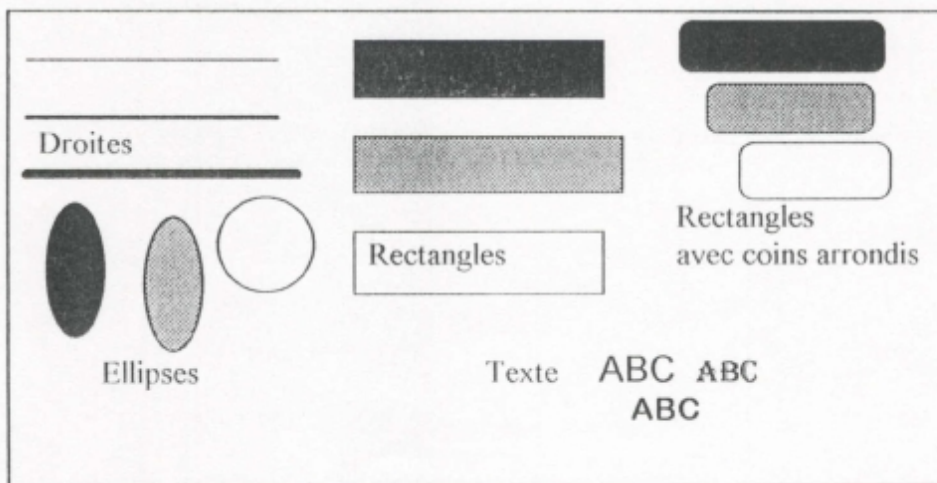 Droites
Rectangles
Rectangles
avec coins arrondis
Ellipses
Texte ABC ABC
ABC